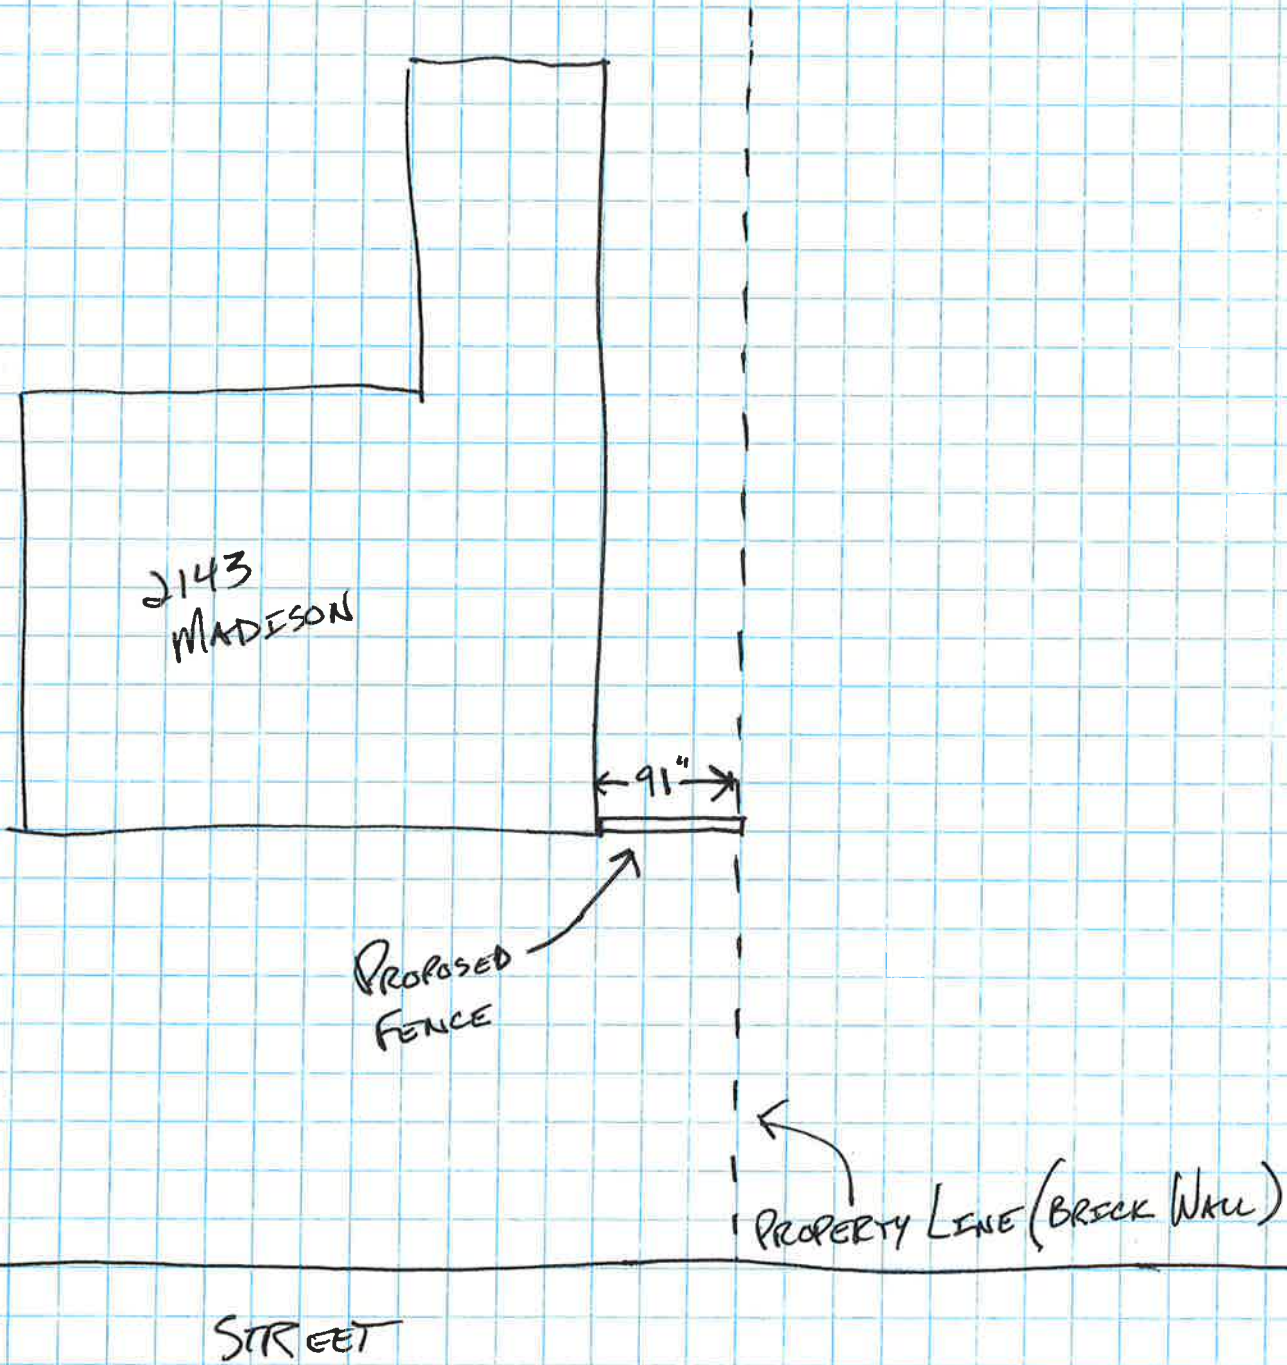 2143
MADISON
91"
PROPOSED
FENCE
PROPERTY LINE (BRICK WALL)
STREET